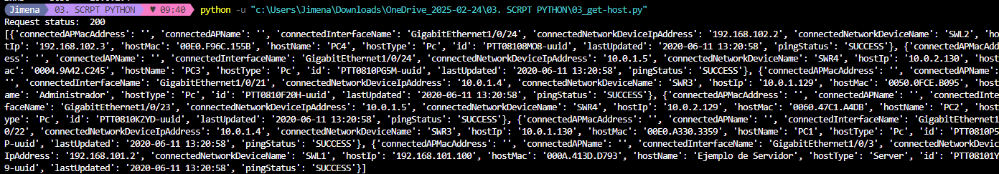 Jimena 03. SCRPT PYTHON ♥ 09:40 python -u "c:\Users\Jimena\Downloads\OneDrive_2025-02-24\03. SCRPT PYTHON\03_get-host.py"
Request status:  200
[{'connectedAPMacAddress': '', 'connectedAPName': '', 'connectedInterfaceName': 'GigabitEthernet1/0/24', 'connectedNetworkDeviceIpAddress': '192.168.102.2', 'connectedNetworkDeviceName': 'SWL2', 'ho
tIp': '192.168.102.3', 'hostMac': '00E0.F96C.155B', 'hostName': 'PC4', 'hostType': 'Pc', 'id': 'PTT08108MO8-uuid', 'lastUpdated': '2020-06-11 13:20:58', 'pingStatus': 'SUCCESS'}, {'connectedAPMacAdd
ess': '', 'connectedAPName': '', 'connectedInterfaceName': 'GigabitEthernet1/0/24', 'connectedNetworkDeviceIpAddress': '10.0.1.5', 'connectedNetworkDeviceName': 'SWR4', 'hostIp': '10.0.2.130', 'host
ac': '0004.9A42.C245', 'hostName': 'PC3', 'hostType': 'Pc', 'id': 'PTT0810PG5M-uuid', 'lastUpdated': '2020-06-11 13:20:58', 'pingStatus': 'SUCCESS'}, {'connectedAPMacAddress': '', 'connectedAPName':
'', 'connectedInterfaceName': 'GigabitEthernet1/0/21', 'connectedNetworkDeviceIpAddress': '10.0.1.4', 'connectedNetworkDeviceName': 'SWR3', 'hostIp': '10.0.1.129', 'hostMac': '0050.0FCE.B095', 'host
ame': 'Administrador', 'hostType': 'Pc', 'id': 'PTT0810F20H-uuid', 'lastUpdated': '2020-06-11 13:20:58', 'pingStatus': 'SUCCESS'}, {'connectedAPMacAddress': '', 'connectedAPName': '', 'connectedInte
faceName': 'GigabitEthernet1/0/23', 'connectedNetworkDeviceIpAddress': '10.0.1.5', 'connectedNetworkDeviceName': 'SWR4', 'hostIp': '10.0.2.129', 'hostMac': '0060.47C1.A4DB', 'hostName': 'PC2', 'host
ype': 'Pc', 'id': 'PTT0810KZYD-uuid', 'lastUpdated': '2020-06-11 13:20:58', 'pingStatus': 'SUCCESS'}, {'connectedAPMacAddress': '', 'connectedAPName': '', 'connectedInterfaceName': 'GigabitEthernet1
0/22', 'connectedNetworkDeviceIpAddress': '10.0.1.4', 'connectedNetworkDeviceName': 'SWR3', 'hostIp': '10.0.1.130', 'hostMac': '00E0.A330.3359', 'hostName': 'PC1', 'hostType': 'Pc', 'id': 'PTT0810P5
P-uuid', 'lastUpdated': '2020-06-11 13:20:58', 'pingStatus': 'SUCCESS'}, {'connectedAPMacAddress': '', 'connectedAPName': '', 'connectedInterfaceName': 'GigabitEthernet1/0/3', 'connectedNetworkDevic
IpAddress': '192.168.101.2', 'connectedNetworkDeviceName': 'SWL1', 'hostIp': '192.168.101.100', 'hostMac': '000A.413D.D793', 'hostName': 'Ejemplo de Servidor', 'hostType': 'Server', 'id': 'PTT08101Y
9-uuid', 'lastUpdated': '2020-06-11 13:20:58', 'pingStatus': 'SUCCESS'}]